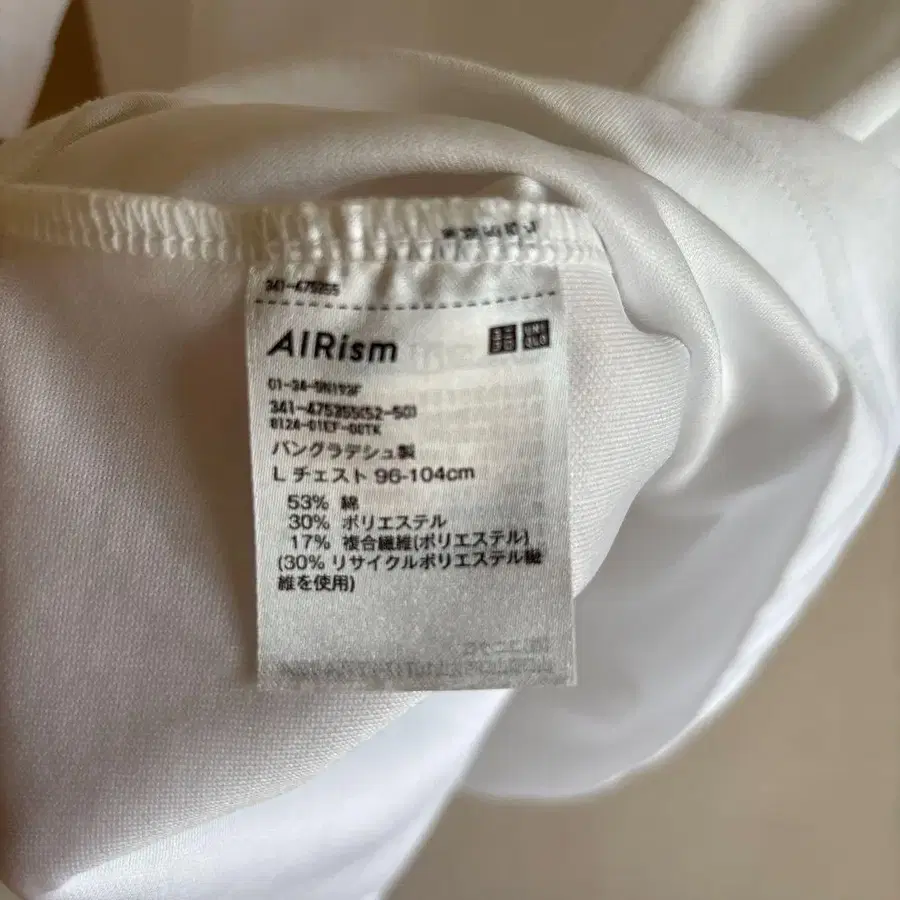 341-475355
AIRism
UNI QLO
341-475355(52-50)
バングラデシュ製
L チェスト 96-104cm
53% 綿
30% ポリエステル
17% 複合繊維(ポリエステル)
(30% リサイクルポリエステル繊
維を使用)